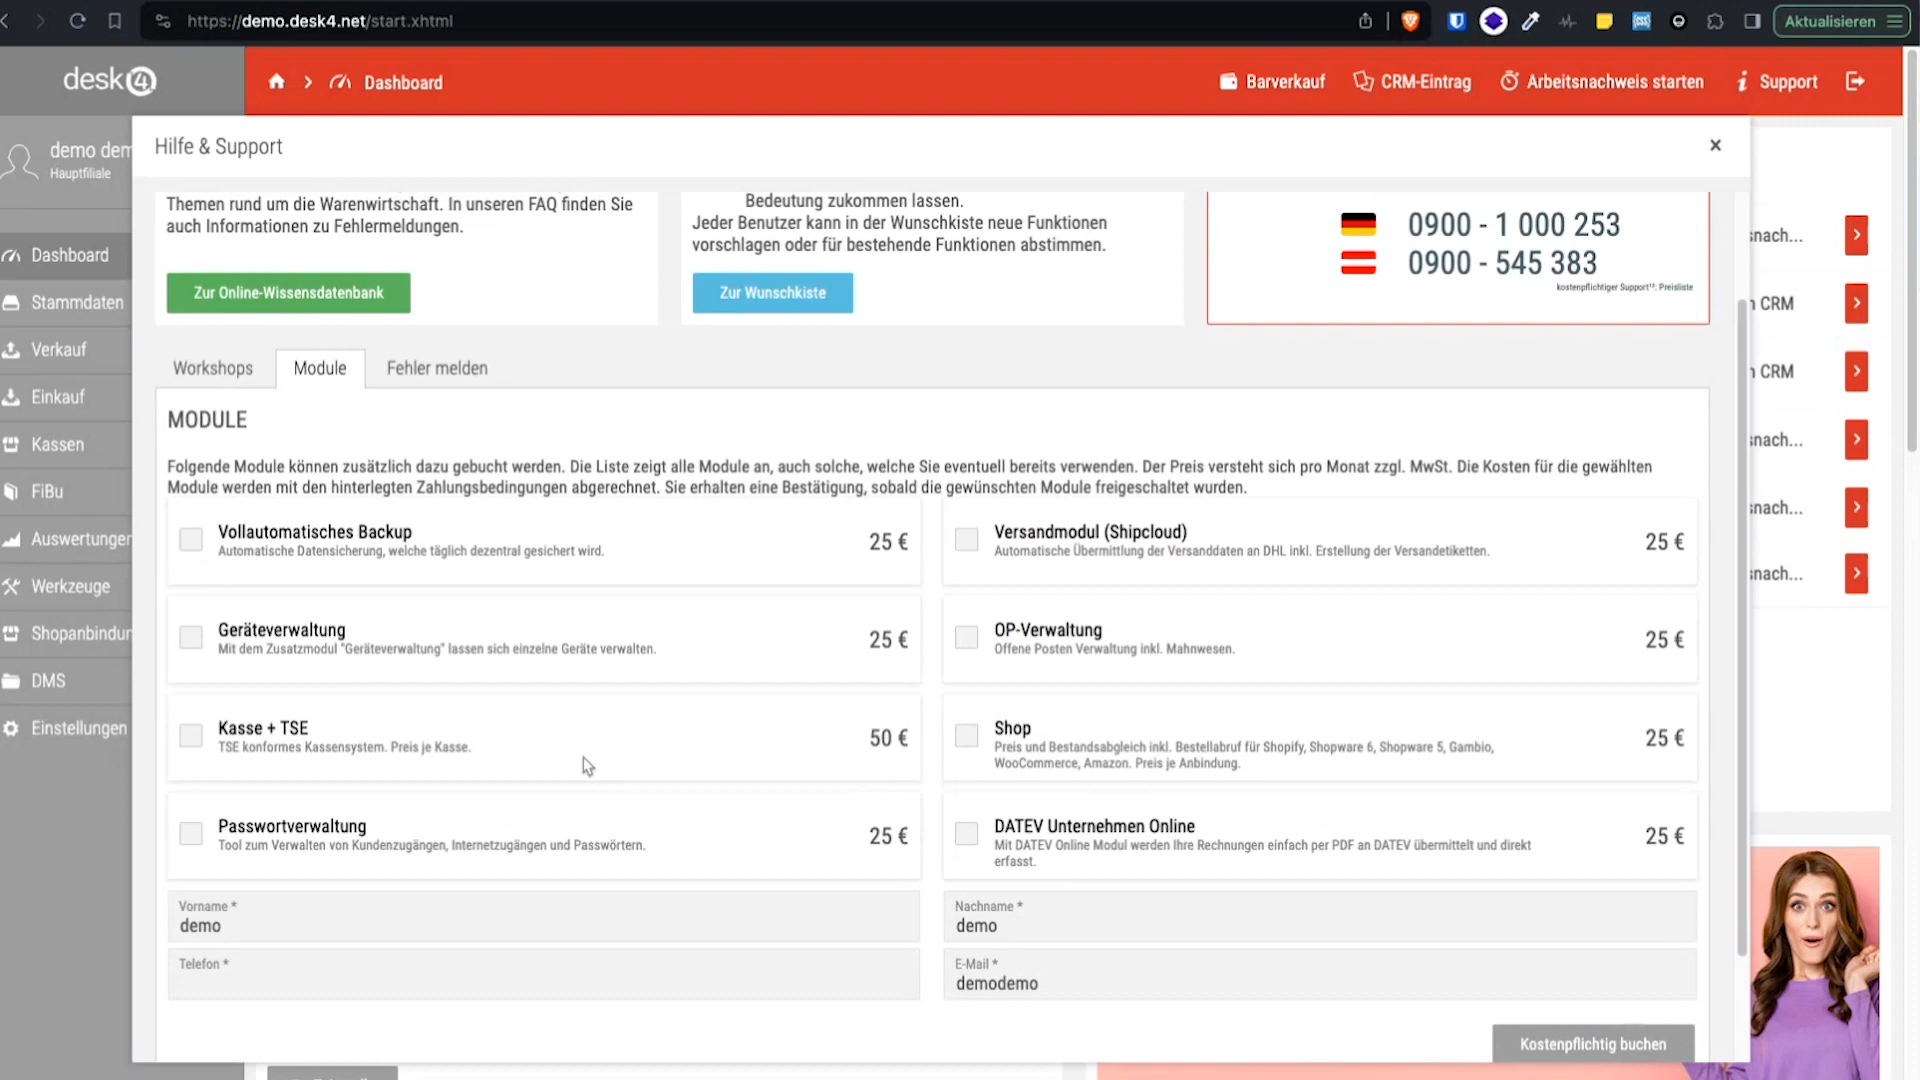 https://demo.desk4.net/start.xhtml
Aktualisieren
desk4
Dashboard
Barverkauf
CRM-Eintrag
Arbeitsnachweis starten
Support
demo dem
Hauptfiliale
Dashboard
Stammdaten
Verkauf
Einkauf
Kassen
FiBu
Auswertungen
Werkzeuge
Shopanbindun
DMS
Einstellungen
Hilfe & Support
×
Themen rund um die Warenwirtschaft. In unseren FAQ finden Sie
auch Informationen zu Fehlermeldungen.
Zur Online-Wissensdatenbank
Bedeutung zukommen lassen.
Jeder Benutzer kann in der Wunschkiste neue Funktionen
vorschlagen oder für bestehende Funktionen abstimmen.
Zur Wunschkiste
0900 - 1 000 253
0900 - 545 383
kostenpflichtiger Support¹³: Preisliste
Workshops
Module
Fehler melden
MODULE
Folgende Module können zusätzlich dazu gebucht werden. Die Liste zeigt alle Module an, auch solche, welche Sie eventuell bereits verwenden. Der Preis versteht sich pro Monat zzgl. MwSt. Die Kosten für die gewählten
Module werden mit den hinterlegten Zahlungsbedingungen abgerechnet. Sie erhalten eine Bestätigung, sobald die gewünschten Module freigeschaltet wurden.
Vollautomatisches Backup
Automatische Datensicherung, welche täglich dezentral gesichert wird.
25 €
Versandmodul (Shipcloud)
Automatische Übermittlung der Versanddaten an DHL inkl. Erstellung der Versandetiketten.
25 €
Geräteverwaltung
Mit dem Zusatzmodul "Geräteverwaltung" lassen sich einzelne Geräte verwalten.
25 €
OP-Verwaltung
Offene Posten Verwaltung inkl. Mahnwesen.
25 €
Kasse + TSE
TSE konformes Kassensystem. Preis je Kasse.
50 €
Shop
Preis und Bestandsabgleich inkl. Bestellabruf für Shopify, Shopware 6, Shopware 5, Gambio,
WooCommerce, Amazon. Preis je Anbindung.
25 €
Passwortverwaltung
Tool zum Verwalten von Kundenzugängen, Internetzugängen und Passwörtern.
25 €
DATEV Unternehmen Online
Mit DATEV Online Modul werden Ihre Rechnungen einfach per PDF an DATEV übermittelt und direkt
erfasst.
25 €
Vorname *
demo
Nachname *
demo
Telefon *
E-Mail *
demodemo
Kostenpflichtig buchen
snach...
n CRM
n CRM
snach...
snach...
snach...